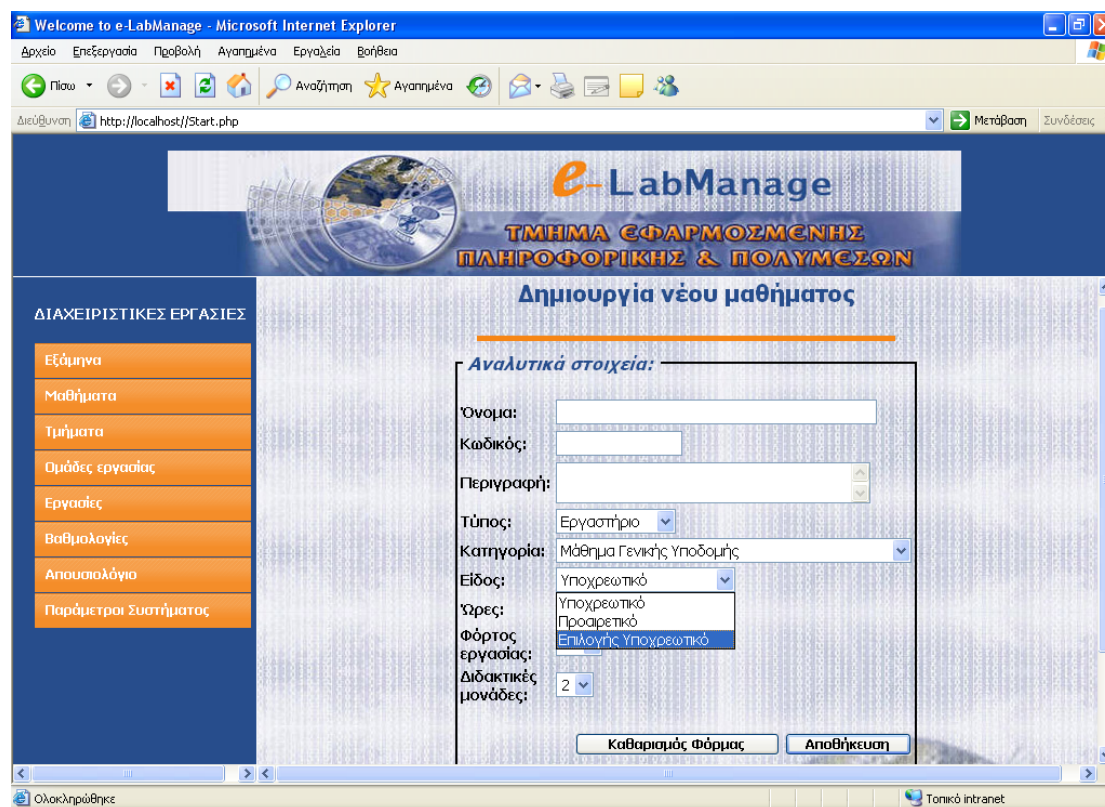 Welcome to e-LabManage - Microsoft Internet Explorer
Αρχείο Επεξεργασία Προβολή Αγαπημένα Εργαλεία Βοήθεια
Πίσω Αναζήτηση Αγαπημένα
Διεύθυνση http://localhost//Start.php Μετάβαση Συνδέσεις
e-LabManage
ΤΜΗΜΑ ΕΦΑΡΜΟΣΜΕΝΗΣ
ΠΛΗΡΟΦΟΡΙΚΗΣ & ΠΟΛΥΜΕΣΩΝ
ΔΙΑΧΕΙΡΙΣΤΙΚΕΣ ΕΡΓΑΣΙΕΣ
Εξάμηνα
Μαθήματα
Τμήματα
Ομάδες εργασίας
Εργασίες
Βαθμολογίες
Απουσιολόγιο
Παράμετροι Συστήματος
Δημιουργία νέου μαθήματος
Αναλυτικά στοιχεία:
Όνομα:
Κωδικός:
Περιγραφή:
Τύπος: Εργαστήριο
Κατηγορία: Μάθημα Γενικής Υποδομής
Είδος: Υποχρεωτικό
Υποχρεωτικό
Προαιρετικό
Επιλογής Υποχρεωτικό
Ώρες:
Φόρτος
εργασίας:
Διδακτικές
μονάδες: 2
Καθαρισμός Φόρμας Αποθήκευση
Ολοκληρώθηκε Τοπικό intranet